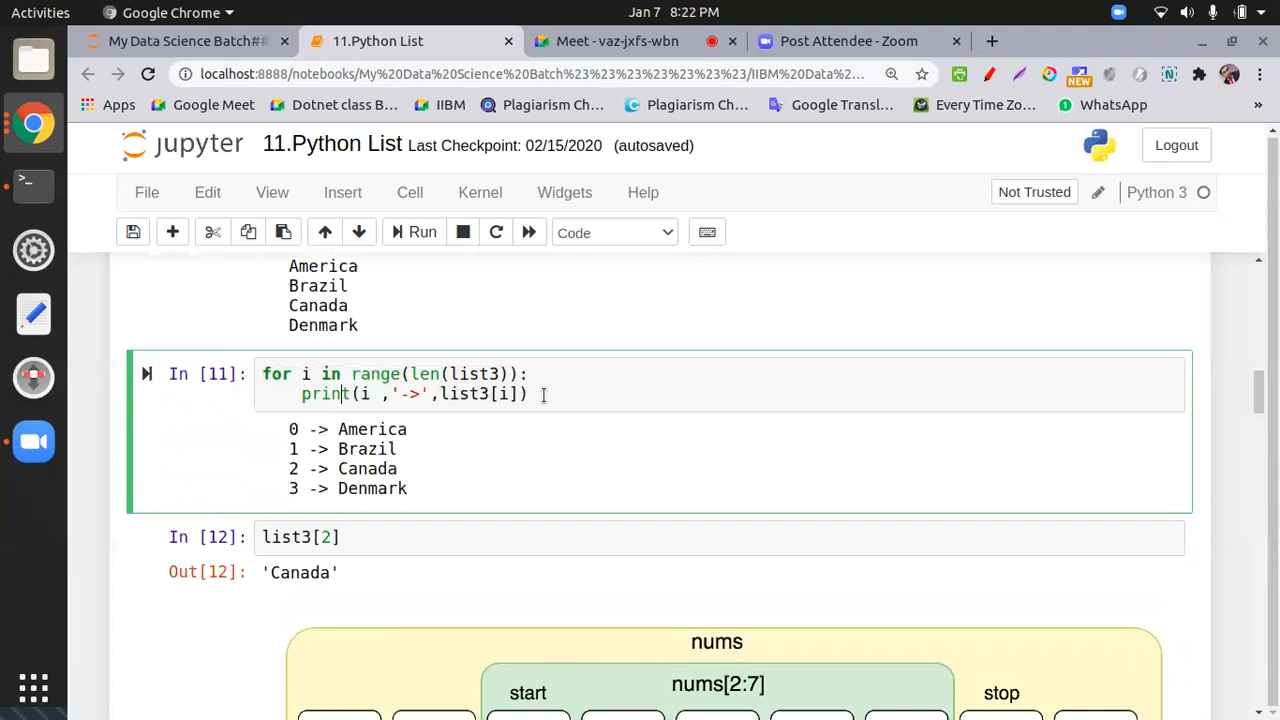 Activities Google Chrome Jan 7 8:22 PM
My Data Science Batch## 11.Python List Meet - vaz-jxfs-wbn Post Attendee - Zoom
localhost:8888/notebooks/My%20Data%20Science%20Batch%23%23%23%23%23%23/IIBM%20Data%2...
NEW
Apps Google Meet Dotnet class B... IIBM Plagiarism Ch... Plagiarism Ch... Google Transl... Every Time Zo... WhatsApp »
jupyter 11.Python List Last Checkpoint: 02/15/2020 (autosaved) Logout
File Edit View Insert Cell Kernel Widgets Help Not Trusted Python 3
Run Code
America
Brazil
Canada
Denmark
In [11]: for i in range(len(list3)):
print(i ,'->',list3[i])
0 -> America
1 -> Brazil
2 -> Canada
3 -> Denmark
In [12]: list3[2]
Out[12]: 'Canada'
nums
start nums[2:7] stop